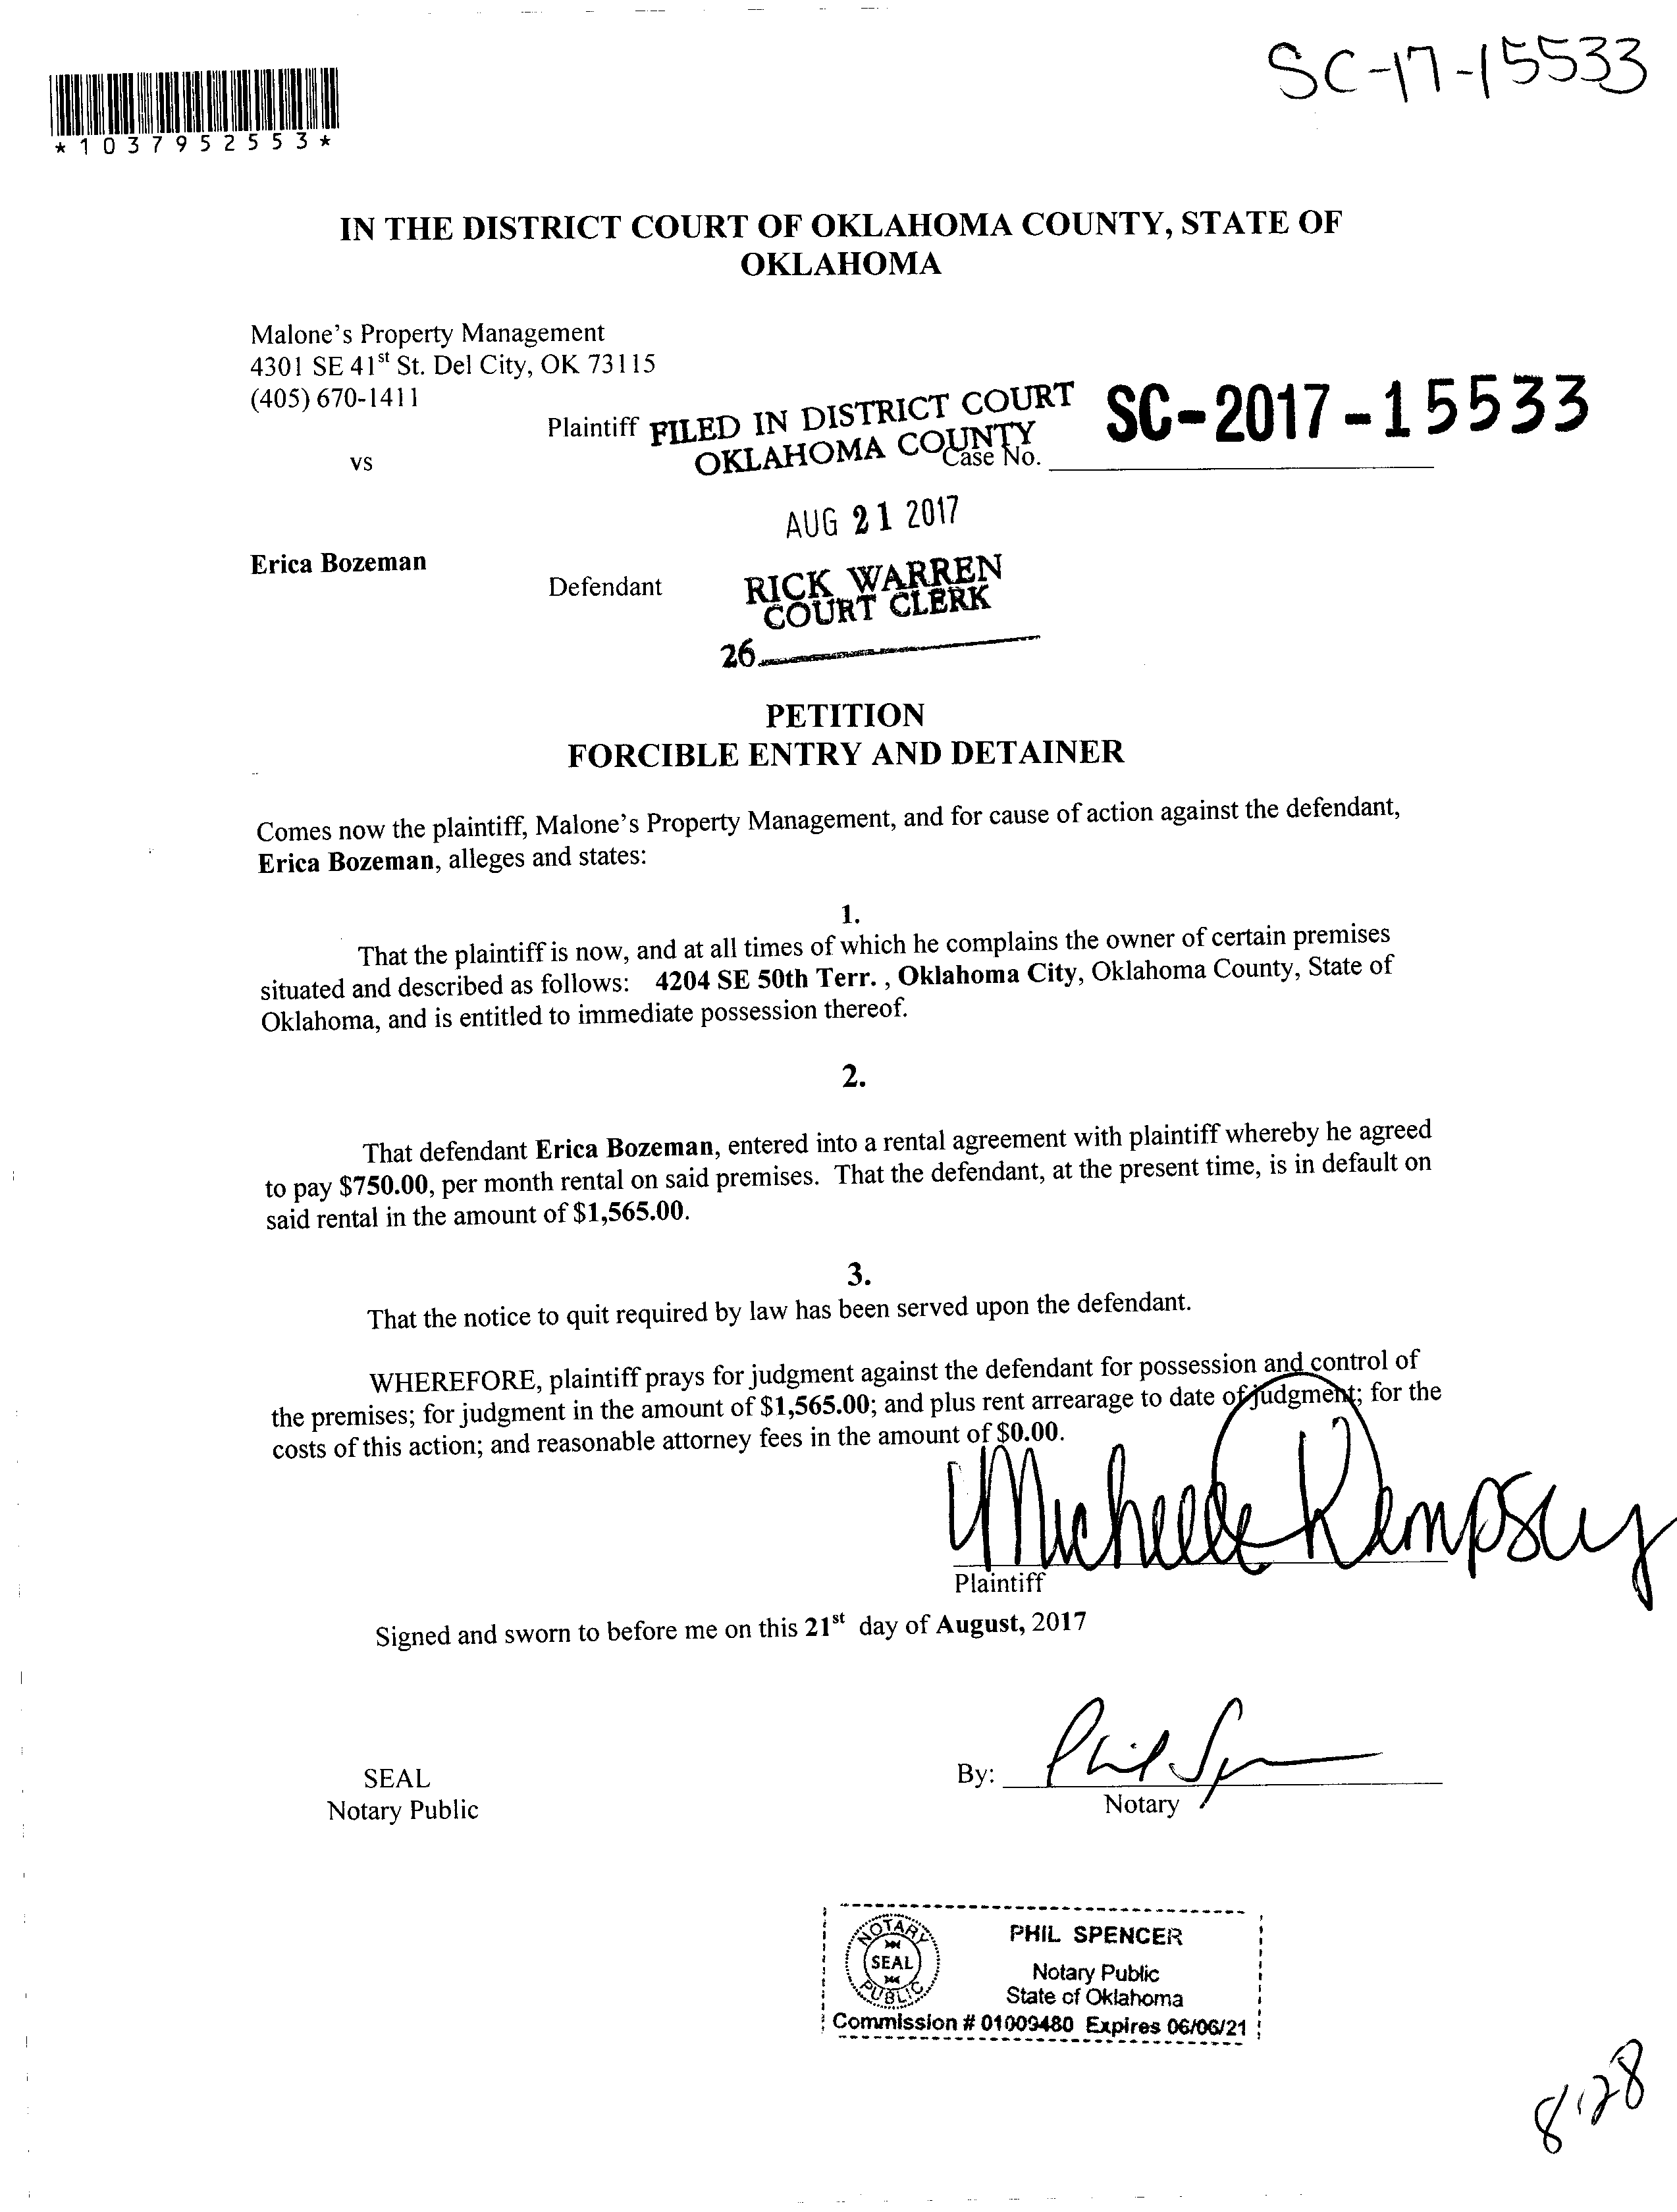 SC-17-15533
*1037952553*
IN THE DISTRICT COURT OF OKLAHOMA COUNTY, STATE OF
OKLAHOMA
Malone's Property Management
4301 SE 41st St. Del City, OK 73115
(405) 670-1411
Plaintiff
FILED IN DISTRICT COURT
OKLAHOMA COUNTY
SC-2017-15533
vs
Case No.
AUG 21 2017
Erica Bozeman
Defendant
RICK WARREN
COURT CLERK
26
PETITION
FORCIBLE ENTRY AND DETAINER
Comes now the plaintiff, Malone's Property Management, and for cause of action against the defendant,
Erica Bozeman, alleges and states:
1.
That the plaintiff is now, and at all times of which he complains the owner of certain premises
situated and described as follows: 4204 SE 50th Terr. , Oklahoma City, Oklahoma County, State of
Oklahoma, and is entitled to immediate possession thereof.
2.
That defendant Erica Bozeman, entered into a rental agreement with plaintiff whereby he agreed
to pay $750.00, per month rental on said premises. That the defendant, at the present time, is in default on
said rental in the amount of $1,565.00.
3.
That the notice to quit required by law has been served upon the defendant.
WHEREFORE, plaintiff prays for judgment against the defendant for possession and control of
the premises; for judgment in the amount of $1,565.00; and plus rent arrearage to date of judgment; for the
costs of this action; and reasonable attorney fees in the amount of $0.00.
Michelle Kempsey
Plaintiff
Signed and sworn to before me on this 21st day of August, 2017
SEAL
Notary Public
By: Phil Sp
Notary
NOTARY
SEAL
PUBLIC
PHIL SPENCER
Notary Public
State of Oklahoma
Commission # 01009480 Expires 06/06/21
8-28